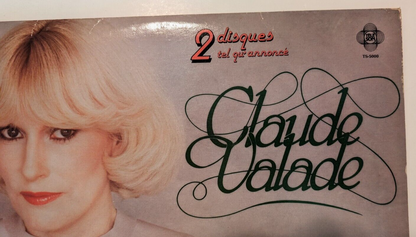 2 disques
tel qu'annoncé
Claude
Valade